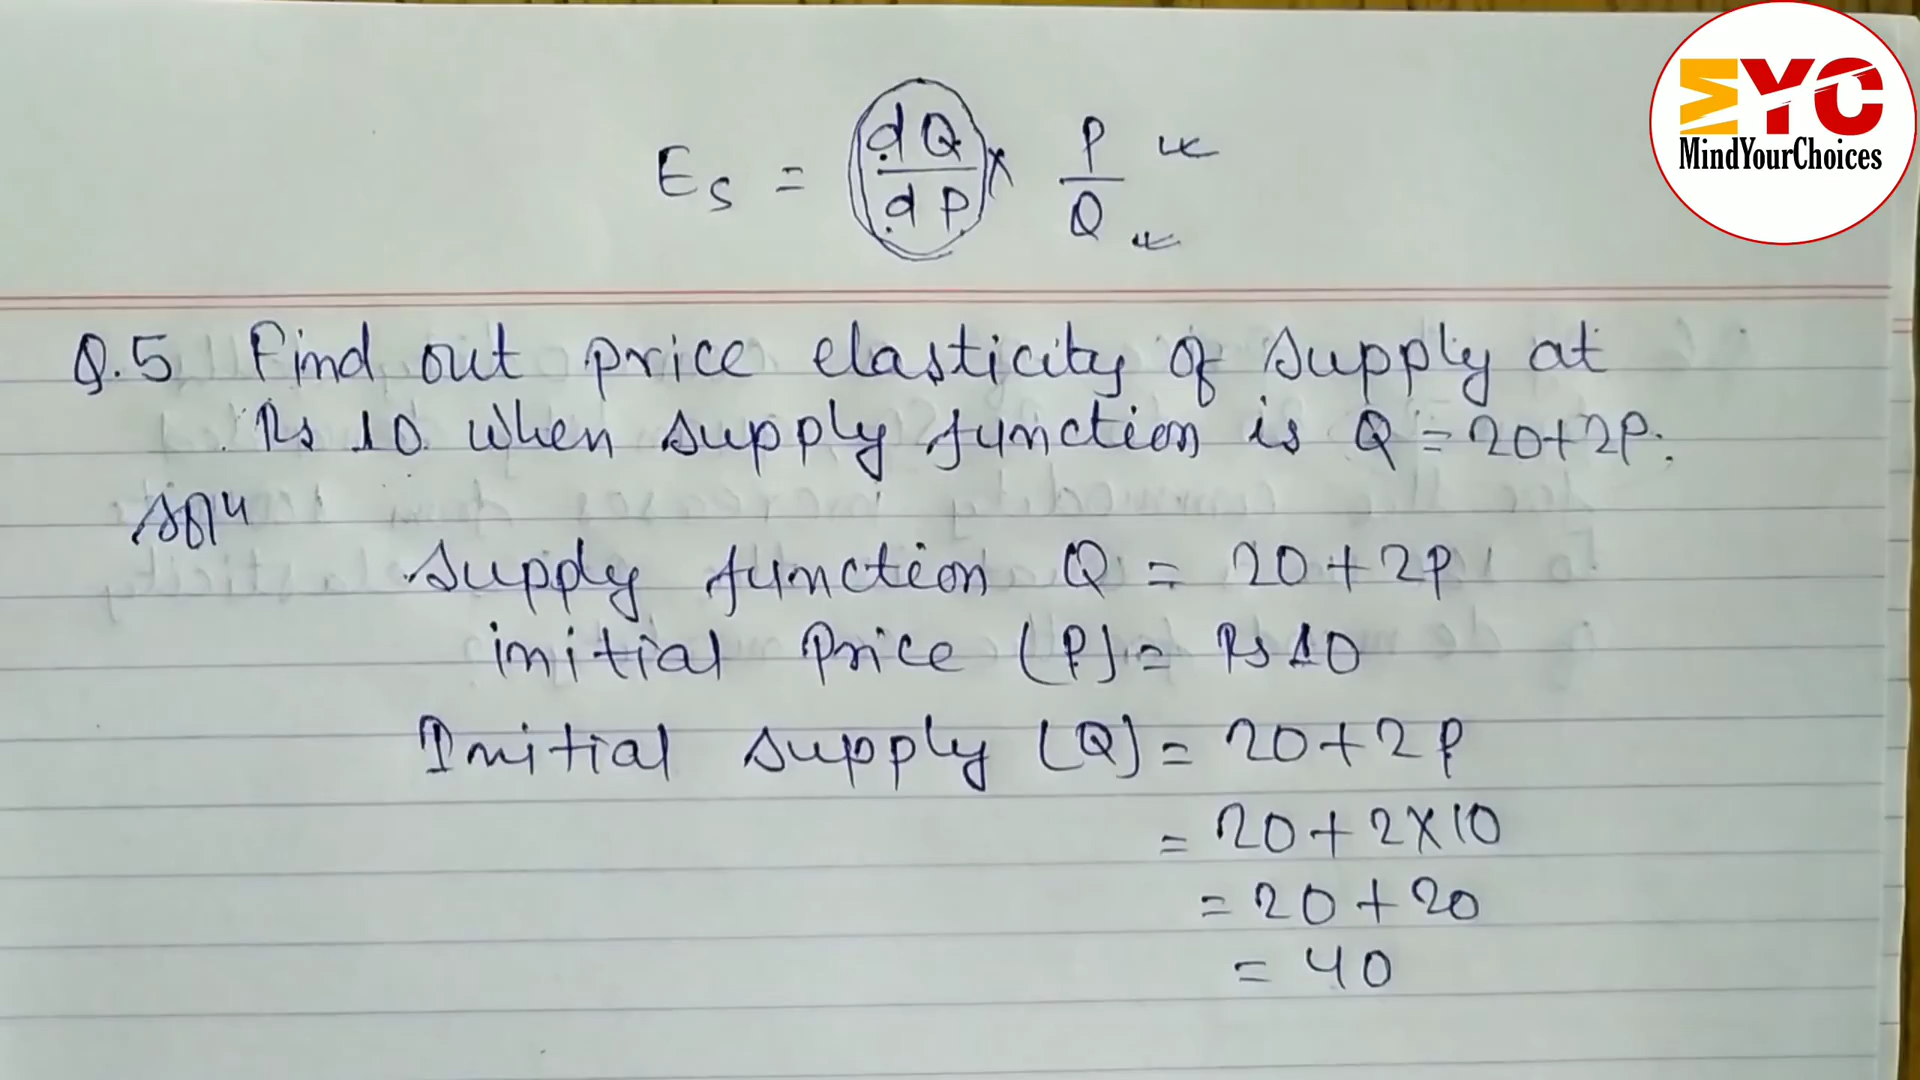 MYC
MindYourChoices
Es = dQ/dP × P/Q
Q.5 Find out price elasticity of supply at
Rs 10 when supply function is Q = 20+2P.
Soln
Supply function Q = 20+2P
initial Price (P) = Rs 10
Initial supply (Q) = 20+2P
= 20+2×10
= 20+20
= 40